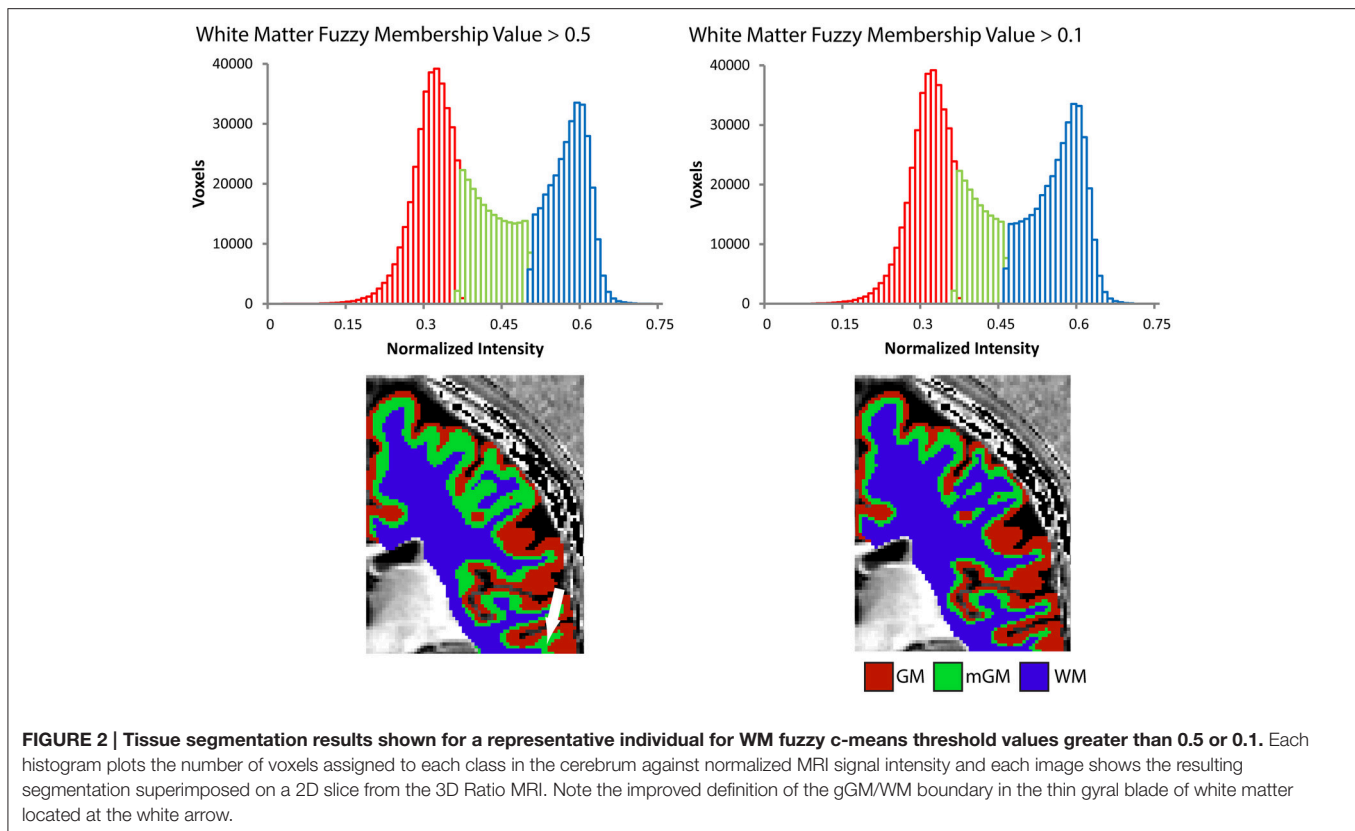 White Matter Fuzzy Membership Value > 0.5
40000
30000
20000
10000
0
Voxels
0 0.15 0.3 0.45 0.6 0.75
Normalized Intensity
White Matter Fuzzy Membership Value > 0.1
40000
30000
20000
10000
0
Voxels
0 0.15 0.3 0.45 0.6 0.75
Normalized Intensity
GM mGM WM
FIGURE 2 | Tissue segmentation results shown for a representative individual for WM fuzzy c-means threshold values greater than 0.5 or 0.1. Each
histogram plots the number of voxels assigned to each class in the cerebrum against normalized MRI signal intensity and each image shows the resulting
segmentation superimposed on a 2D slice from the 3D Ratio MRI. Note the improved definition of the gGM/WM boundary in the thin gyral blade of white matter
located at the white arrow.